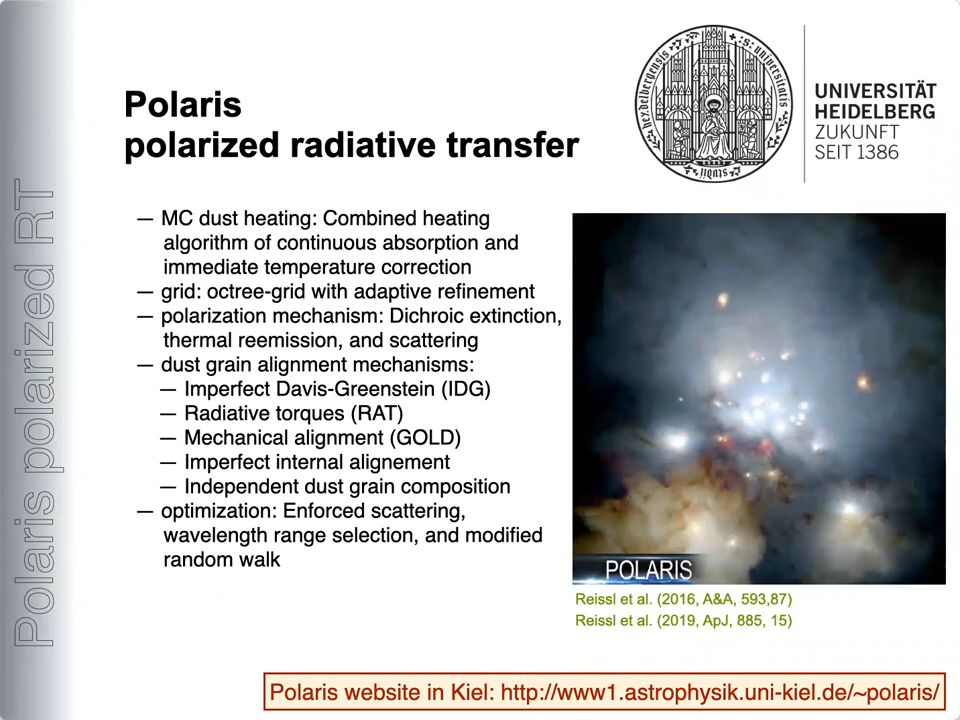 Polaris polarized RT
Polaris
polarized radiative transfer
UNIVERSITÄT
HEIDELBERG
ZUKUNFT
SEIT 1386
— MC dust heating: Combined heating
algorithm of continuous absorption and
immediate temperature correction
— grid: octree-grid with adaptive refinement
— polarization mechanism: Dichroic extinction,
thermal reemission, and scattering
— dust grain alignment mechanisms:
— Imperfect Davis-Greenstein (IDG)
— Radiative torques (RAT)
— Mechanical alignment (GOLD)
— Imperfect internal alignement
— Independent dust grain composition
— optimization: Enforced scattering,
wavelength range selection, and modified
random walk
POLARIS
Reissl et al. (2016, A&A, 593,87)
Reissl et al. (2019, ApJ, 885, 15)
Polaris website in Kiel: http://www1.astrophysik.uni-kiel.de/~polaris/